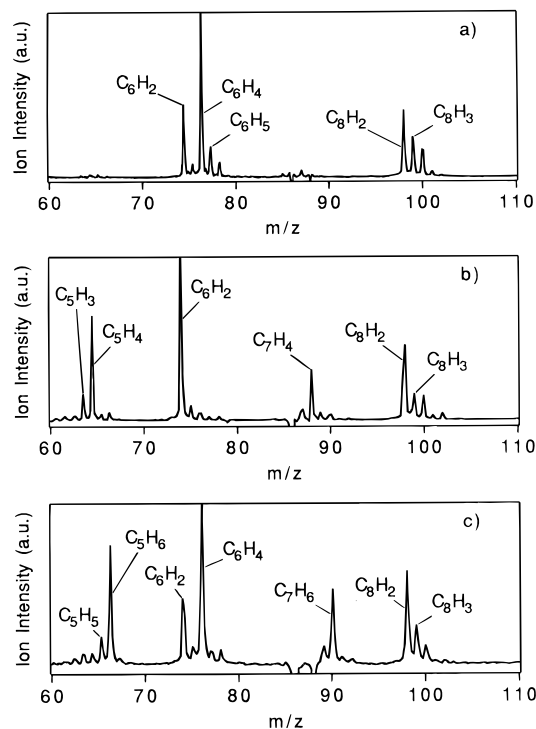 a)
Ion Intensity (a.u.)
C₆H₂
C₆H₄
C₆H₅
C₈H₂
C₈H₃
60 70 80 90 100 110
m/z
b)
Ion Intensity (a.u.)
C₅H₃
C₅H₄
C₆H₂
C₇H₄
C₈H₂
C₈H₃
60 70 80 90 100 110
m/z
c)
Ion Intensity (a.u.)
C₅H₅
C₅H₆
C₆H₂
C₆H₄
C₇H₆
C₈H₂
C₈H₃
60 70 80 90 100 110
m/z